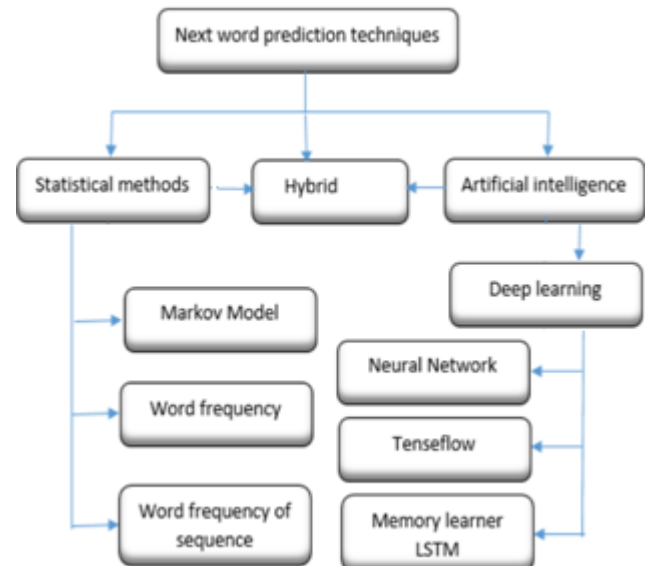 Next word prediction techniques
Statistical methods
Hybrid
Artificial intelligence
Deep learning
Markov Model
Neural Network
Word frequency
Tenseflow
Word frequency of
sequence
Memory learner
LSTM